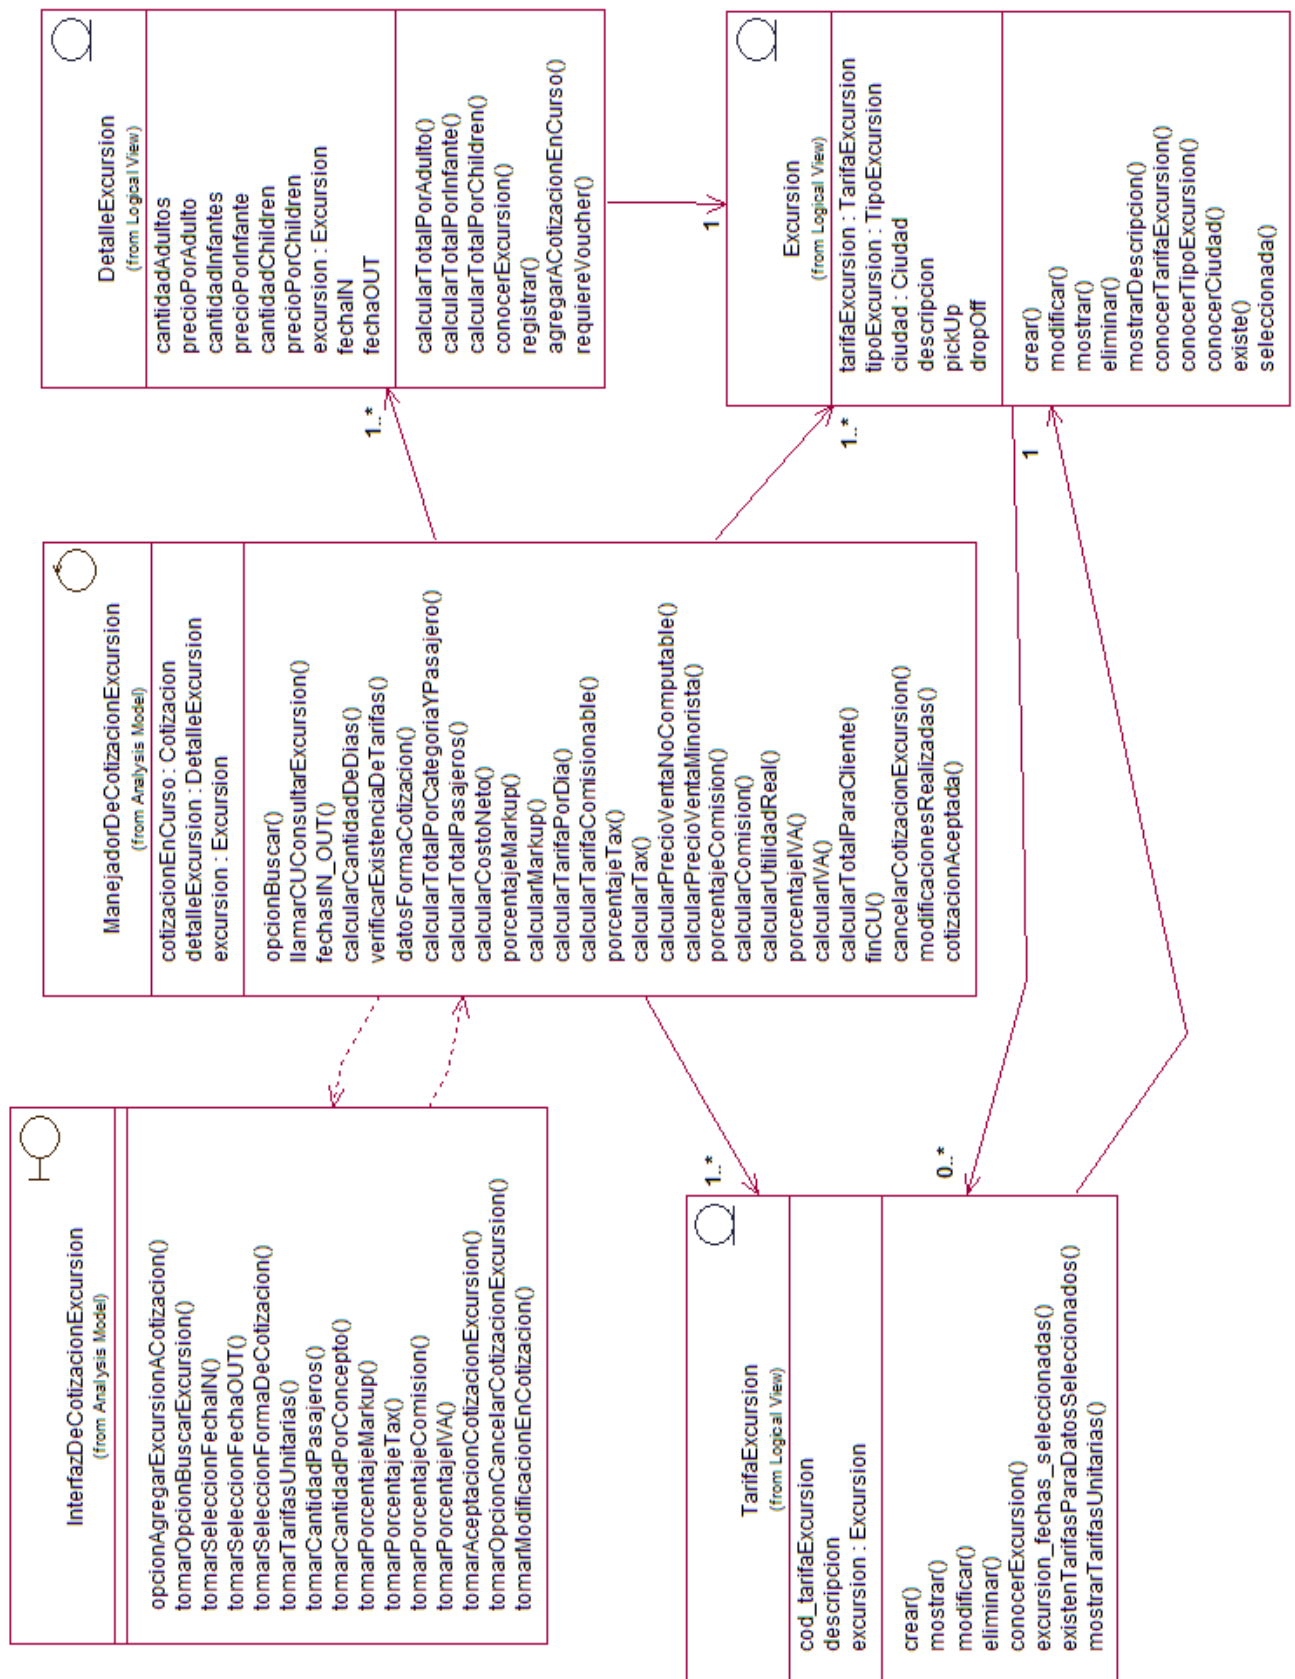 InterfazDeCotizacionExcursion
(from Analysis Model)
opcionAgregarExcursionACotizacion()
tomarOpcionBuscarExcursion()
tomarSeleccionFechaIN()
tomarSeleccionFechaOUT()
tomarSeleccionFormaDeCotizacion()
tomarTarifasUnitarias()
tomarCantidadPasajeros()
tomarCantidadPorConcepto()
tomarPorcentajeMarkup()
tomarPorcentajeTax()
tomarPorcentajeComision()
tomarPorcentajeIVA()
tomarAceptacionCotizacionExcursion()
tomarOpcionCancelarCotizacionExcursion()
tomarModificacionEnCotizacion()
ManejadorDeCotizacionExcursion
(from Analysis Model)
cotizacionEnCurso : Cotizacion
detalleExcursion : DetalleExcursion
excursion : Excursion
opcionBuscar()
llamarCUConsultarExcursion()
fechasIN_OUT()
calcularCantidadDeDias()
verificarExistenciaDeTarifas()
datosFormaCotizacion()
calcularTotalPorCategoriaYPasajero()
calcularTotalPasajeros()
calcularCostoNeto()
porcentajeMarkup()
calcularMarkup()
calcularTarifaPorDia()
calcularTarifaComisionable()
porcentajeTax()
calcularTax()
calcularPrecioVentaNoComputable()
calcularPrecioVentaMinorista()
porcentajeComision()
calcularComision()
calcularUtilidadReal()
porcentajeIVA()
calcularIVA()
calcularTotalParaCliente()
finCU()
cancelarCotizacionExcursion()
modificacionesRealizadas()
cotizacionAceptada()
DetalleExcursion
(from Logical View)
cantidadAdultos
precioPorAdulto
cantidadInfantes
precioPorInfante
cantidadChildren
precioPorChildren
excursion : Excursion
fechaIN
fechaOUT
calcularTotalPorAdulto()
calcularTotalPorInfante()
calcularTotalPorChildren()
conocerExcursion()
registrar()
agregarACotizacionEnCurso()
requiereVoucher()
1..*
1
1..*
1..*
0..*
1
TarifaExcursion
(from Logical View)
cod_tarifaExcursion
descripcion
excursion : Excursion
crear()
mostrar()
modificar()
eliminar()
conocerExcursion()
excursion_fechas_seleccionadas()
existenTarifasParaDatosSeleccionados()
mostrarTarifasUnitarias()
Excursion
(from Logical View)
tarifaExcursion : TarifaExcursion
tipoExcursion : TipoExcursion
ciudad : Ciudad
descripcion
pickUp
dropOff
crear()
modificar()
mostrar()
eliminar()
mostrarDescripcion()
conocerTarifaExcursion()
conocerTipoExcursion()
conocerCiudad()
existe()
seleccionada()